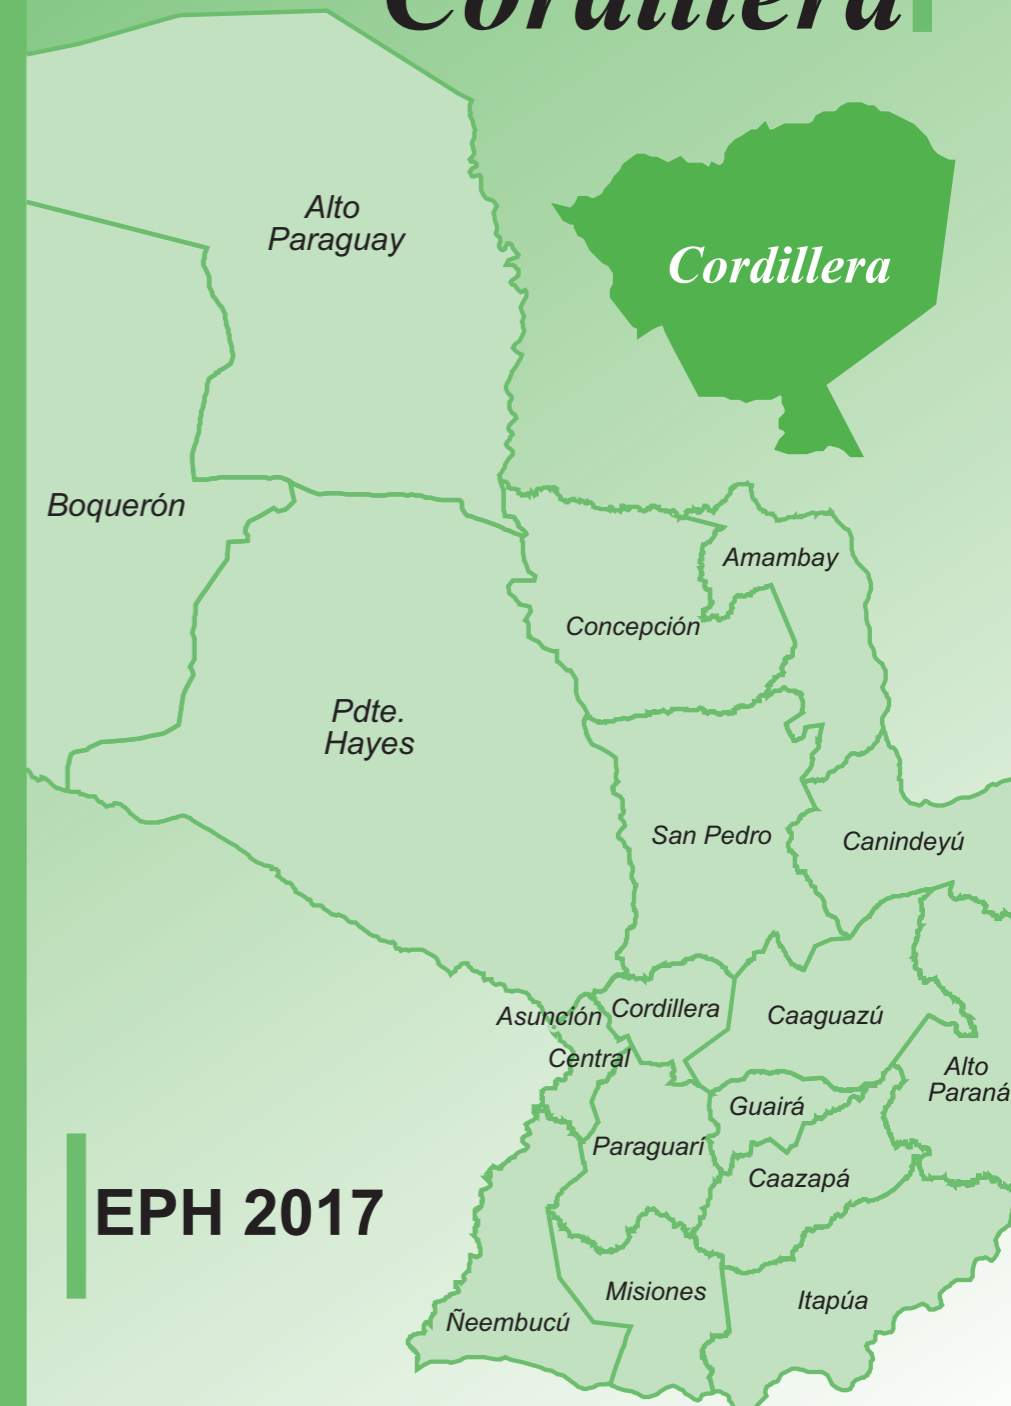 Cordillera
Alto
Paraguay
Cordillera
Boquerón
Amambay
Concepción
Pdte.
Hayes
San Pedro
Canindeyú
Asunción
Cordillera
Caaguazú
Central
Alto
Paraná
Guairá
Paraguarí
Caazapá
EPH 2017
Misiones
Itapúa
Ñeembucú